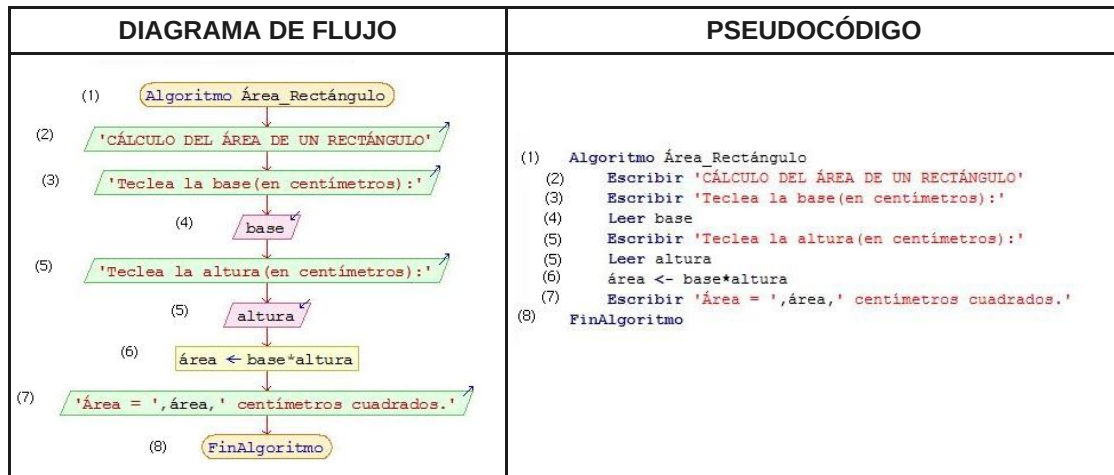 DIAGRAMA DE FLUJO
(1) Algoritmo Área_Rectángulo
(2) 'CÁLCULO DEL ÁREA DE UN RECTÁNGULO'
(3) 'Teclea la base(en centímetros):'
(4) base
(5) 'Teclea la altura(en centímetros):'
(5) altura
(6) área ← base*altura
(7) 'Área = ',área,' centímetros cuadrados.'
(8) FinAlgoritmo
PSEUDOCÓDIGO
(1) Algoritmo Área_Rectángulo
(2) Escribir 'CÁLCULO DEL ÁREA DE UN RECTÁNGULO'
(3) Escribir 'Teclea la base(en centímetros):'
(4) Leer base
(5) Escribir 'Teclea la altura(en centímetros):'
(5) Leer altura
(6) área <- base*altura
(7) Escribir 'Área = ',área,' centímetros cuadrados.'
(8) FinAlgoritmo